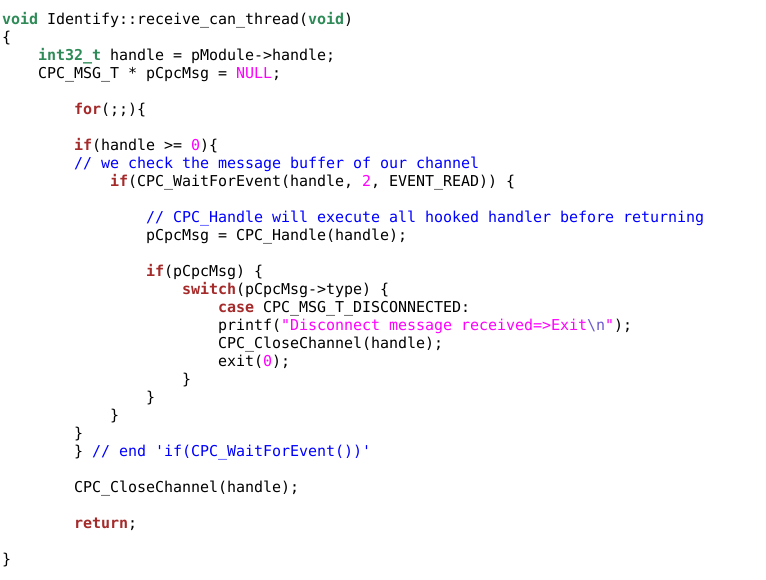 void Identify::receive_can_thread(void)
{
    int32_t handle = pModule->handle;
    CPC_MSG_T * pCpcMsg = NULL;

        for(;;){

        if(handle >= 0){
        // we check the message buffer of our channel
            if(CPC_WaitForEvent(handle, 2, EVENT_READ)) {

                // CPC_Handle will execute all hooked handler before returning
                pCpcMsg = CPC_Handle(handle);

                if(pCpcMsg) {
                    switch(pCpcMsg->type) {
                        case CPC_MSG_T_DISCONNECTED:
                        printf("Disconnect message received=>Exit\n");
                        CPC_CloseChannel(handle);
                        exit(0);
                    }
                }
            }
        }
        } // end 'if(CPC_WaitForEvent())'

        CPC_CloseChannel(handle);

        return;

}